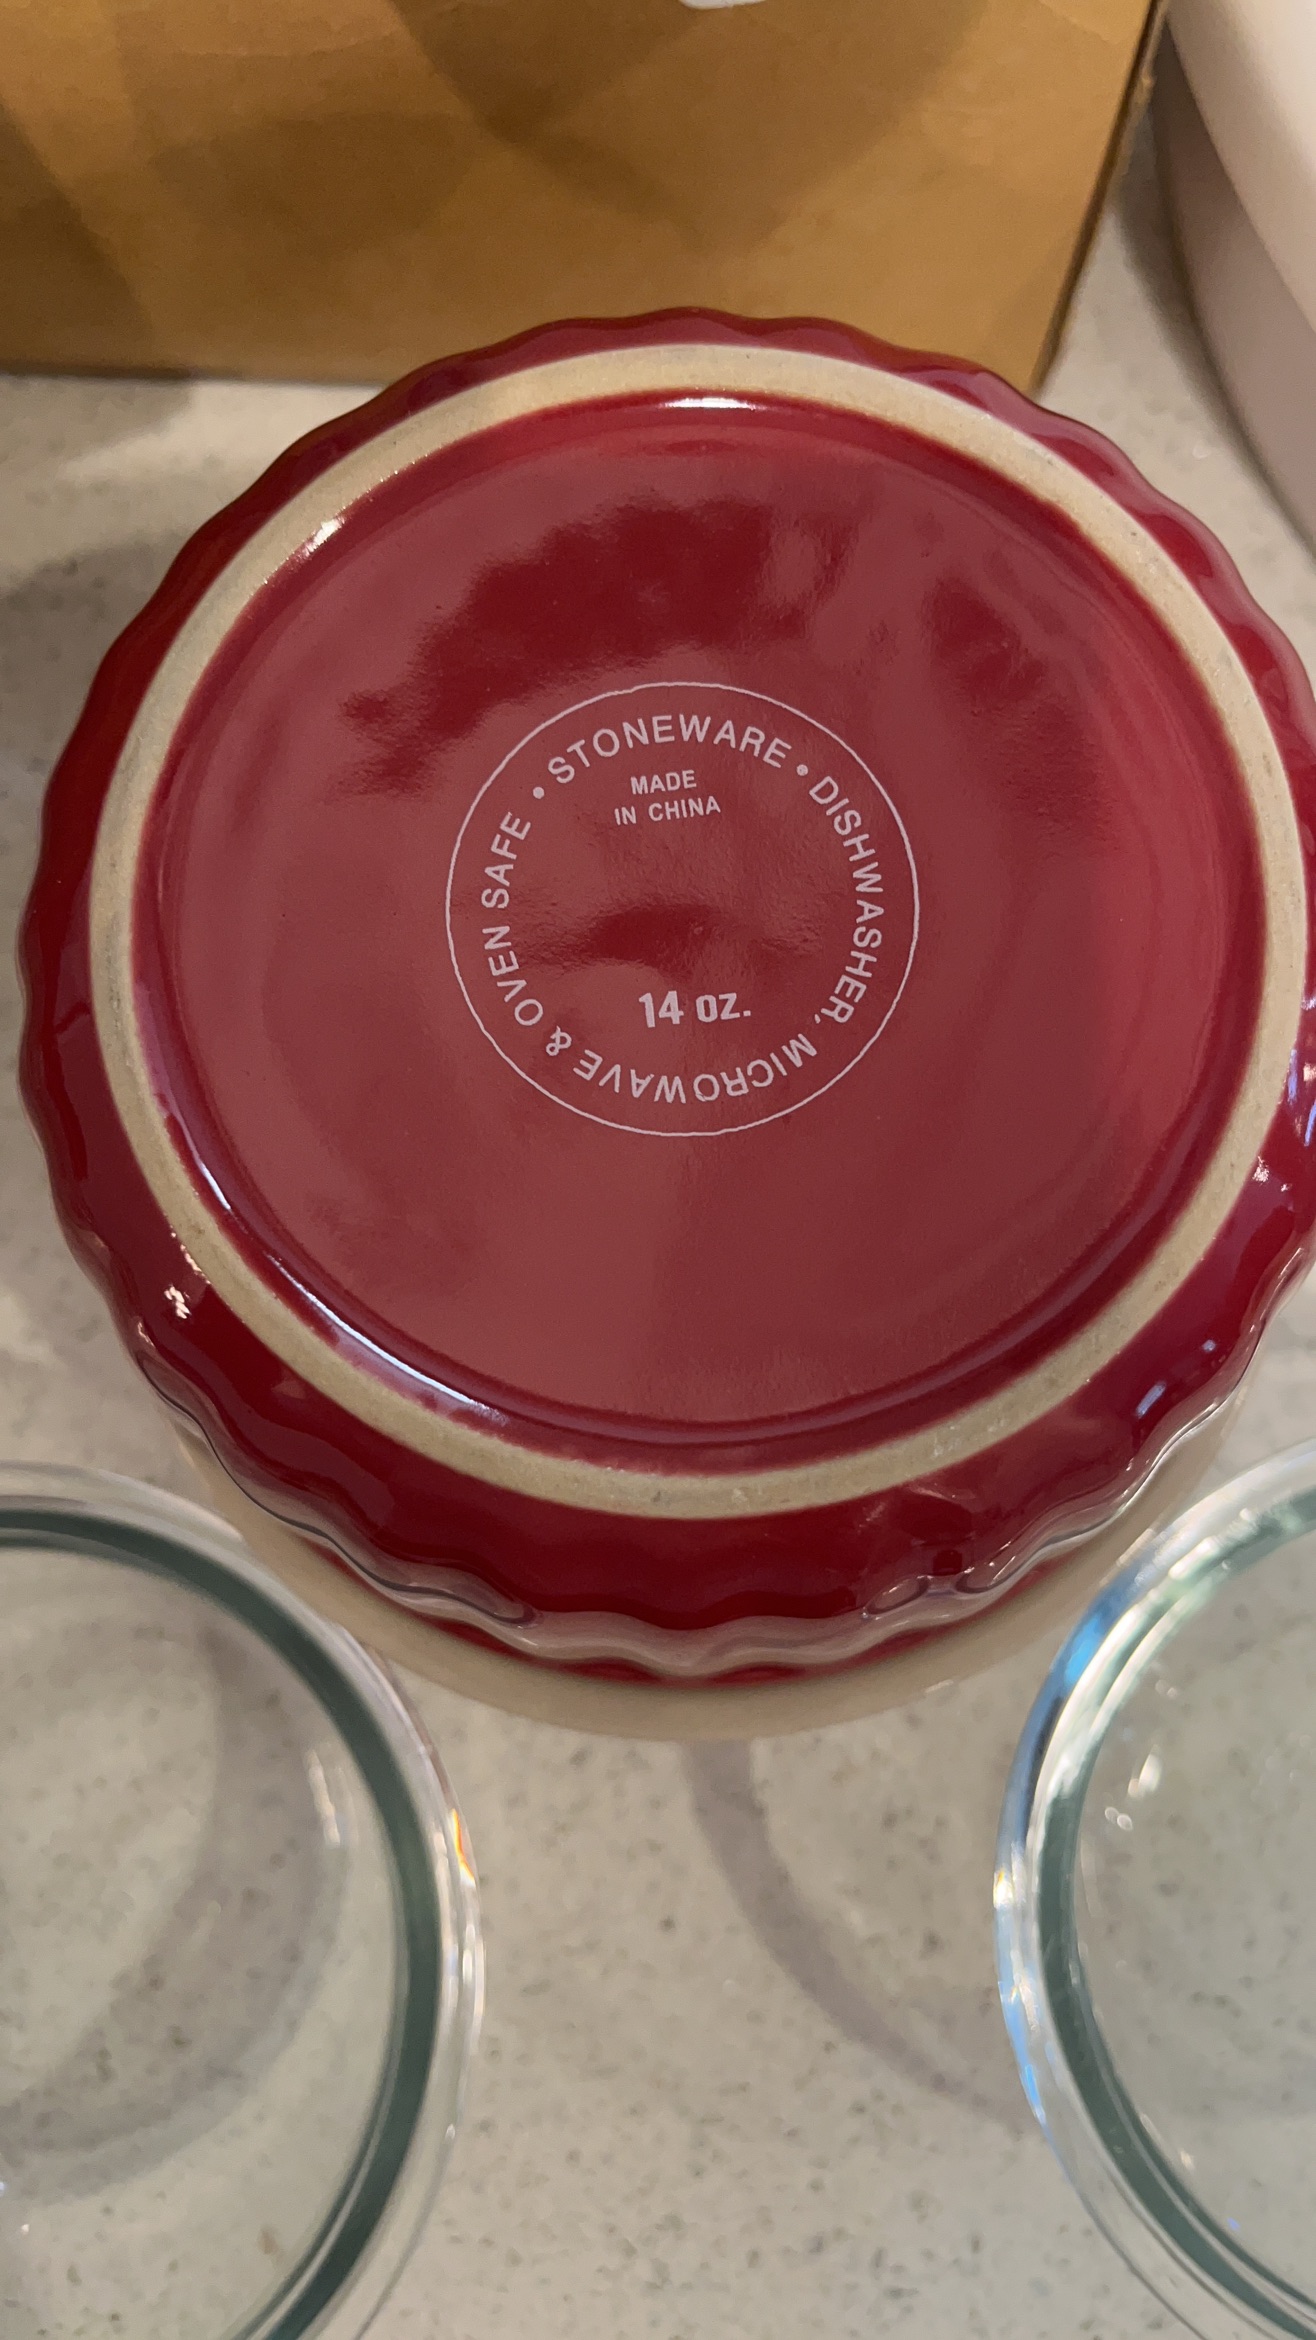 • STONEWARE • DISHWASHER, MICROWAVE & OVEN SAFE
MADE
IN CHINA
14 oz.